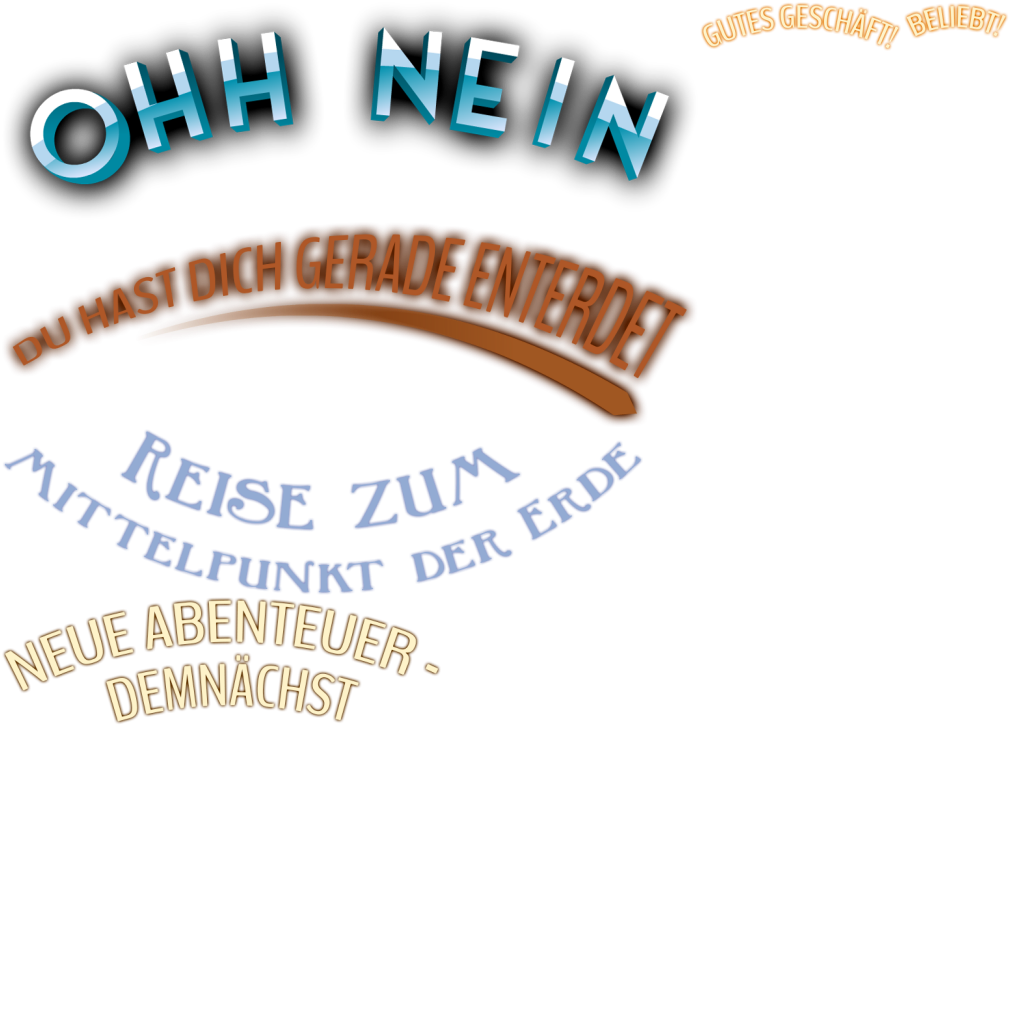 OHH NEIN
GUTES GESCHÄFT!
BELIEBT!
DU HAST DICH GERADE ENTERDET
REISE ZUM
MITTELPUNKT DER ERDE
NEUE ABENTEUER -
DEMNÄCHST